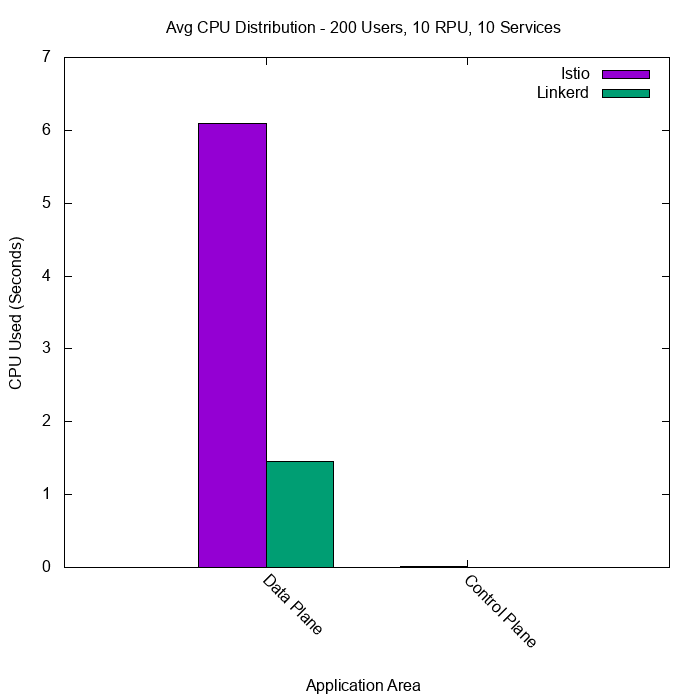 Avg CPU Distribution - 200 Users, 10 RPU, 10 Services
Istio
Linkerd
7
6
5
4
3
2
1
0
CPU Used (Seconds)
Data Plane
Control Plane
Application Area